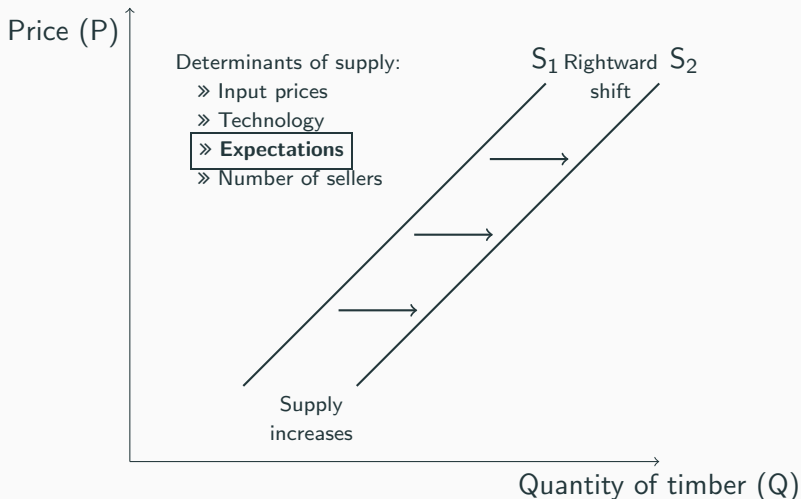 Price (P)
Determinants of supply:
» Input prices
» Technology
» Expectations
» Number of sellers
S1
Rightward
shift
S2
Supply
increases
Quantity of timber (Q)